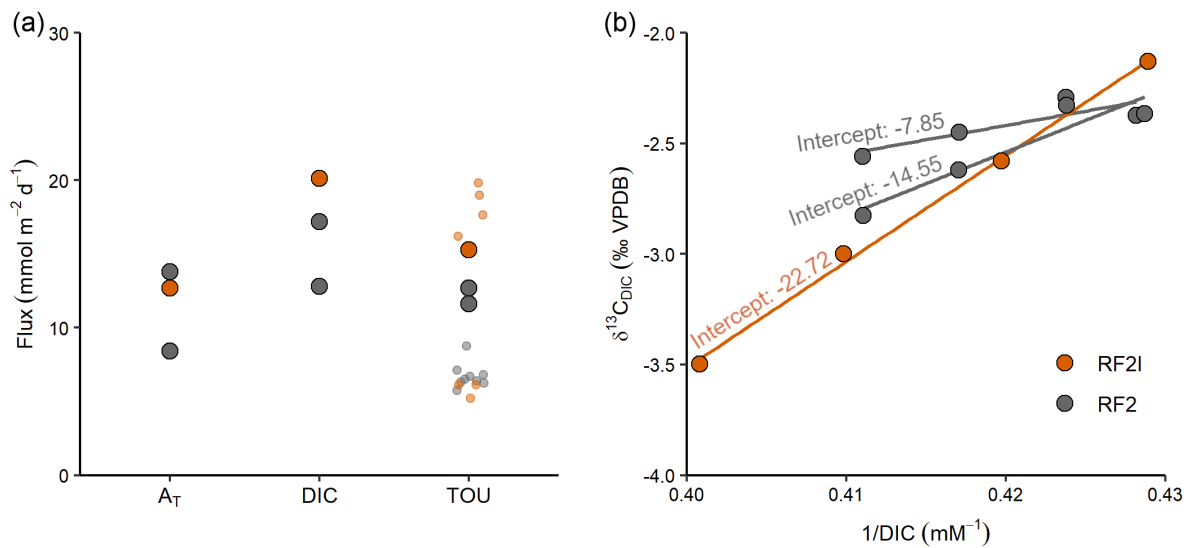 (a)
30
20
10
0
Flux (mmol m⁻² d⁻¹)
A_T
DIC
TOU
(b)
-2.0
-2.5
-3.0
-3.5
-4.0
δ¹³C_DIC (‰ VPDB)
Intercept: -7.85
Intercept: -14.55
Intercept: -22.72
RF2I
RF2
0.40
0.41
0.42
0.43
1/DIC (mM⁻¹)